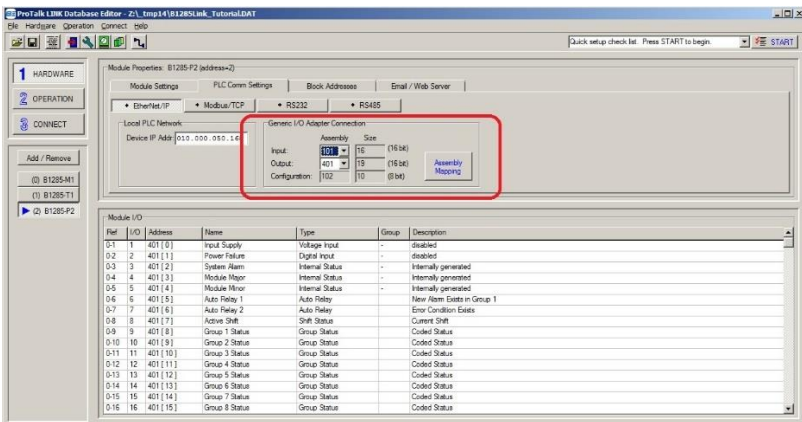 ProTalk LINK Database Editor - Z:\_tmp14\B1285Link_Tutorial.DAT
File Hardware Operation Connect Help
Quick setup check list. Press START to begin. START
1 HARDWARE
2 OPERATION
3 CONNECT
Add / Remove
(0) B1285-M1
(1) B1285-T1
(2) B1285-P2
Module Properties: B1285-P2 (address=2)
Module Settings PLC Comm Settings Block Addresses Email / Web Server
EtherNet/IP Modbus/TCP RS232 RS485
Local PLC Network
Device IP Addr: 010.000.050.16
Generic I/O Adapter Connection
Assembly Size
Input: 101 16 (16 bit)
Output: 401 19 (16 bit)
Configuration: 102 10 (8 bit)
Assembly Mapping
Module I/O
Ref I/O Address Name Type Group Description
0-1 1 401 [ 0 ] Input Supply Voltage Input - disabled
0-2 2 401 [ 1 ] Power Failure Digital Input - disabled
0-3 3 401 [ 2 ] System Alarm Internal Status - Internally generated
0-4 4 401 [ 3 ] Module Major Internal Status - Internally generated
0-5 5 401 [ 4 ] Module Minor Internal Status - Internally generated
0-6 6 401 [ 5 ] Auto Relay 1 Auto Relay New Alarm Exists in Group 1
0-7 7 401 [ 6 ] Auto Relay 2 Auto Relay Error Condition Exists
0-8 8 401 [ 7 ] Active Shift Shift Status Current Shift
0-9 9 401 [ 8 ] Group 1 Status Group Status Coded Status
0-10 10 401 [ 9 ] Group 2 Status Group Status Coded Status
0-11 11 401 [ 10 ] Group 3 Status Group Status Coded Status
0-12 12 401 [ 11 ] Group 4 Status Group Status Coded Status
0-13 13 401 [ 12 ] Group 5 Status Group Status Coded Status
0-14 14 401 [ 13 ] Group 6 Status Group Status Coded Status
0-15 15 401 [ 14 ] Group 7 Status Group Status Coded Status
0-16 16 401 [ 15 ] Group 8 Status Group Status Coded Status